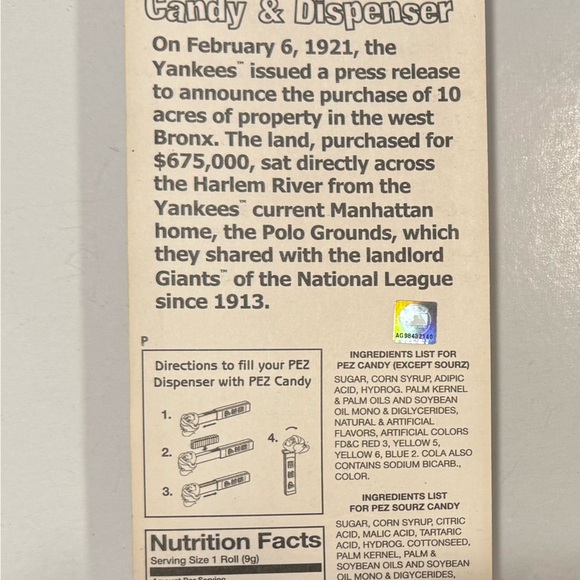 Candy & Dispenser
On February 6, 1921, the
Yankees™ issued a press release
to announce the purchase of 10
acres of property in the west
Bronx. The land, purchased for
$675,000, sat directly across
the Harlem River from the
Yankees™ current Manhattan
home, the Polo Grounds, which
they shared with the landlord
Giants™ of the National League
since 1913.
P
Directions to fill your PEZ
Dispenser with PEZ Candy
1.
2.
3.
4.
Nutrition Facts
Serving Size 1 Roll (9g)
Amount Per Serving
INGREDIENTS LIST FOR
PEZ CANDY (EXCEPT SOURZ)
SUGAR, CORN SYRUP, ADIPIC
ACID, HYDROG. PALM KERNEL
& PALM OILS AND SOYBEAN
OIL MONO & DIGLYCERIDES,
NATURAL & ARTIFICIAL
FLAVORS, ARTIFICIAL COLORS
FD&C RED 3, YELLOW 5,
YELLOW 6, BLUE 2. COLA ALSO
CONTAINS SODIUM BICARB.,
COLOR.
INGREDIENTS LIST
FOR PEZ SOURZ CANDY
SUGAR, CORN SYRUP, CITRIC
ACID, MALIC ACID, TARTARIC
ACID, HYDROG. COTTONSEED,
PALM KERNEL, PALM &
SOYBEAN OILS AND SOYBEAN
OIL MONO & DIGYCERIDES,